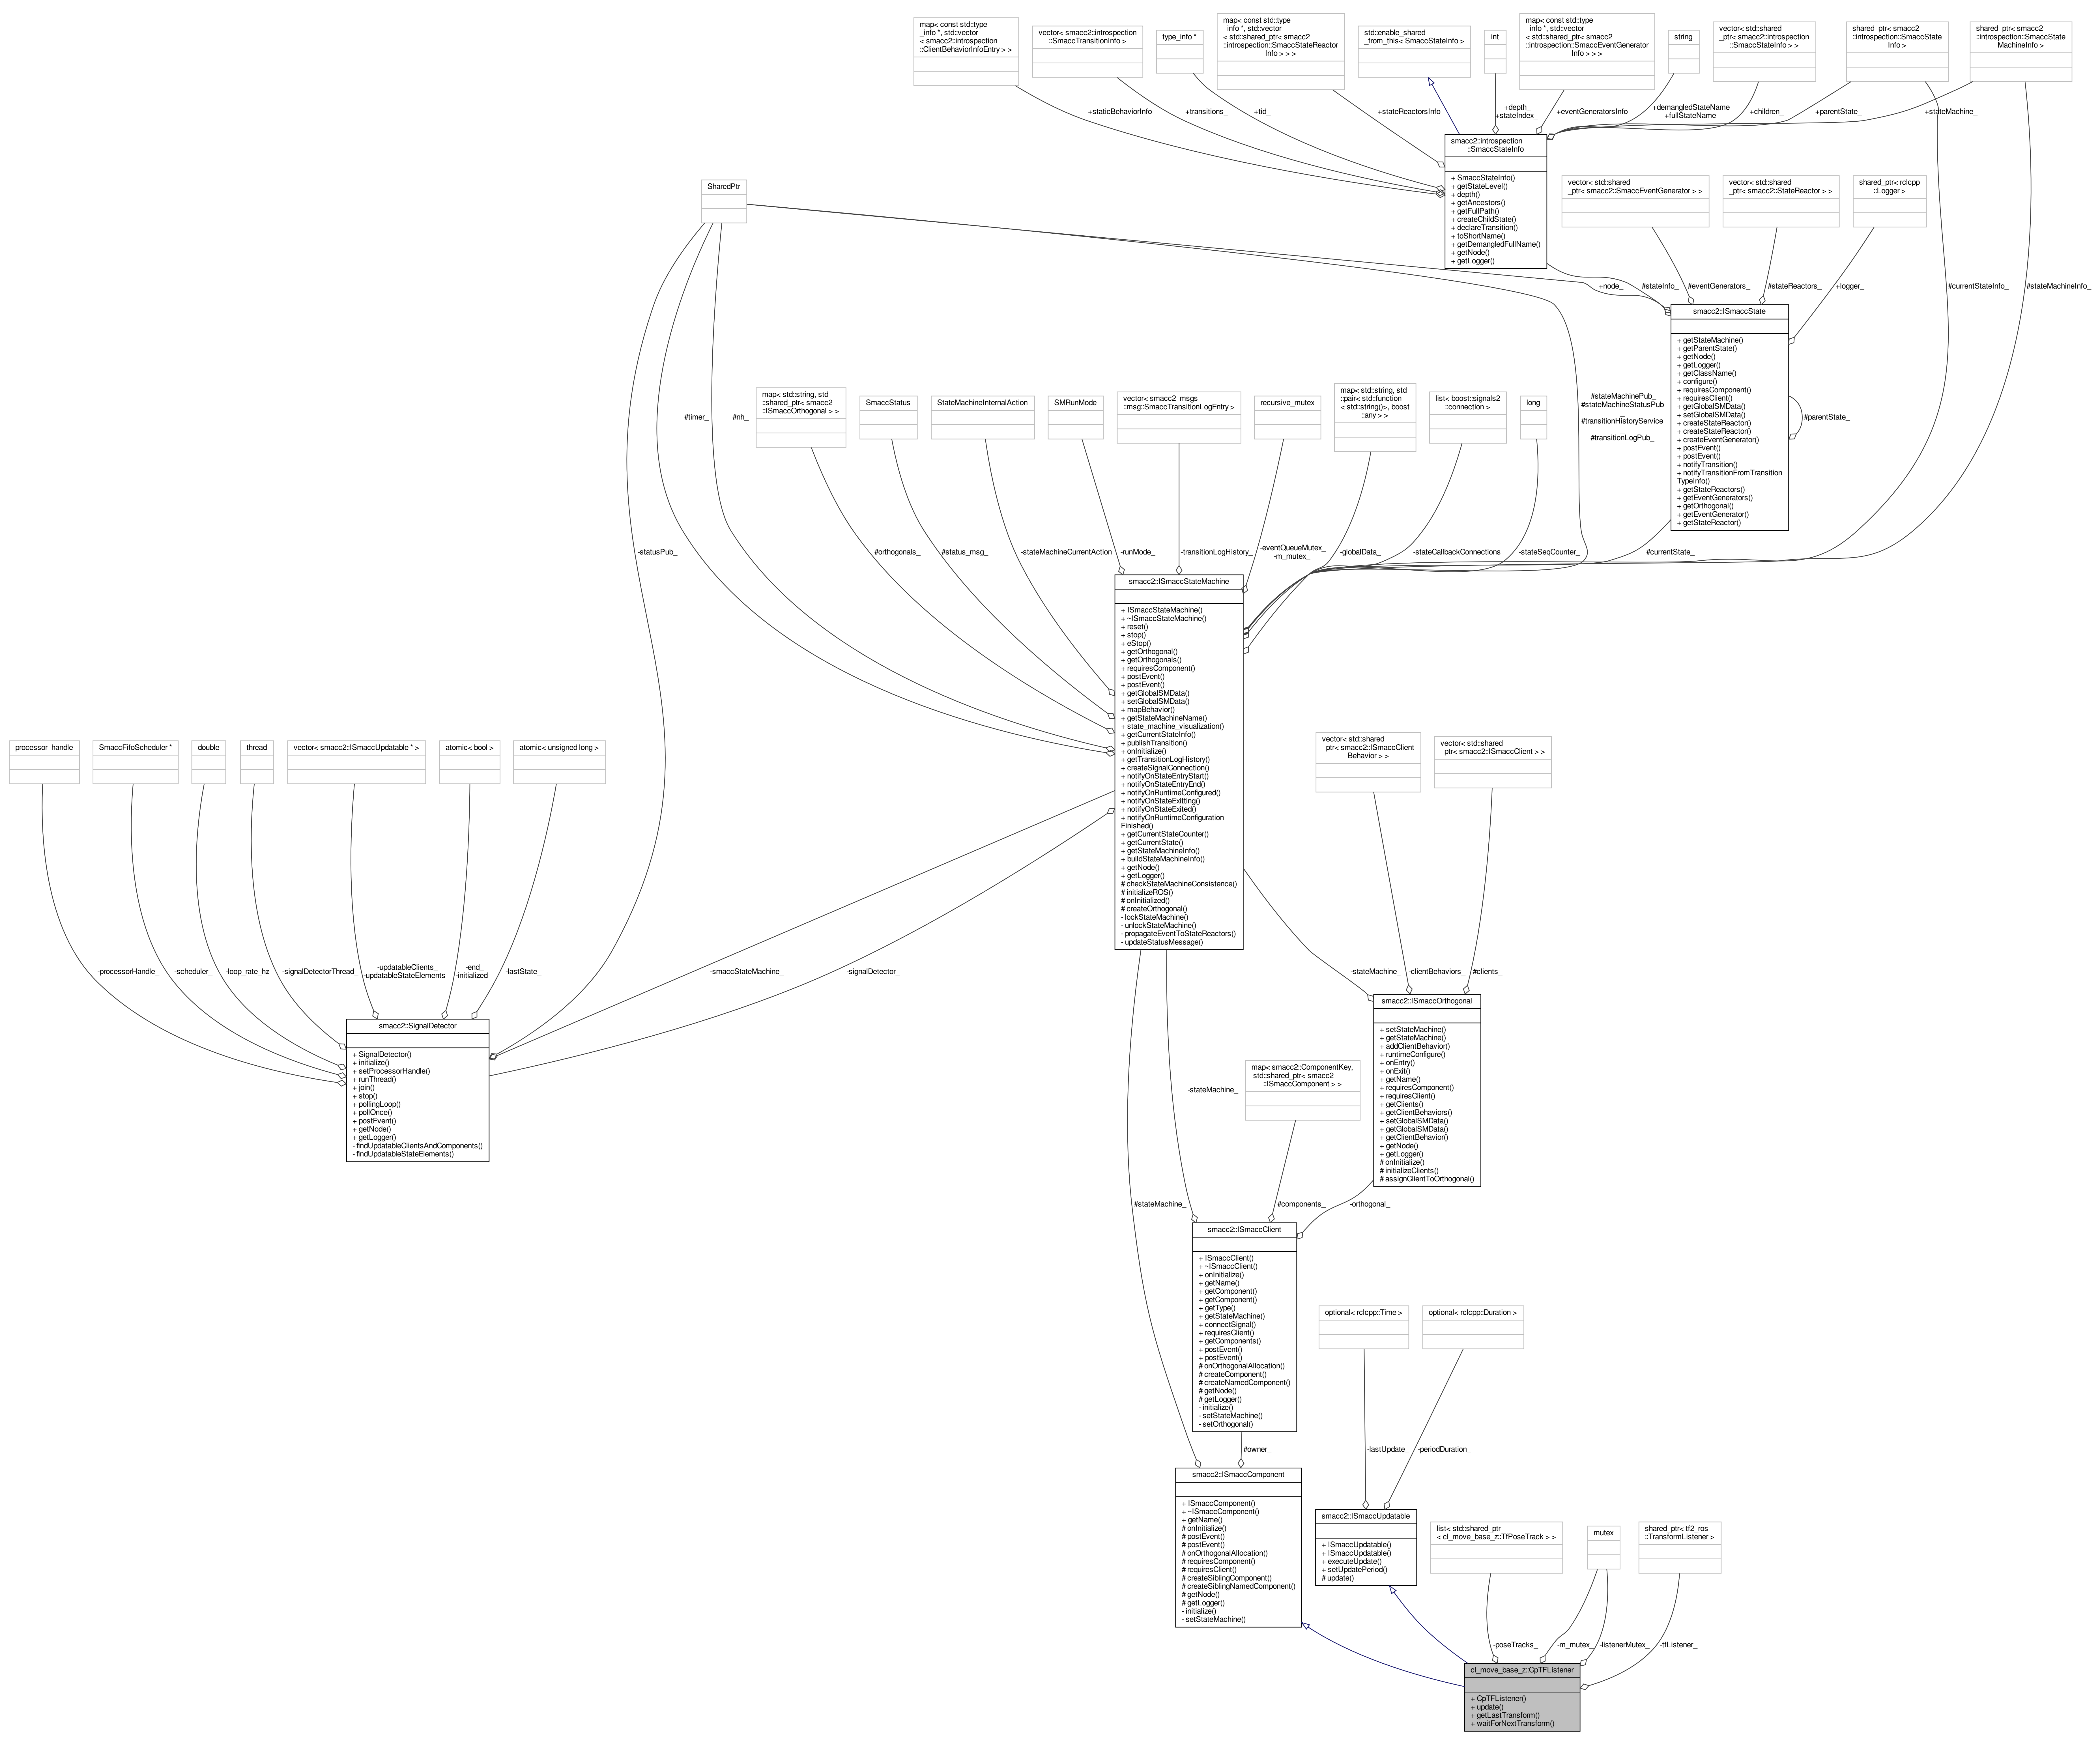 map< const std::type
_info *, std::vector
< smacc2::introspection
::ClientBehaviorInfoEntry > >
vector< smacc2::introspection
::SmaccTransitionInfo >
type_info *
map< const std::type
_info *, std::vector
< std::shared_ptr< smacc2
::introspection::SmaccStateReactor
Info > > >
std::enable_shared
_from_this< SmaccStateInfo >
int
map< const std::type
_info *, std::vector
< std::shared_ptr< smacc2
::introspection::SmaccEventGenerator
Info > > >
string
vector< std::shared
_ptr< smacc2::introspection
::SmaccStateInfo > >
shared_ptr< smacc2
::introspection::SmaccState
Info >
shared_ptr< smacc2
::introspection::SmaccState
MachineInfo >
+staticBehaviorInfo
+transitions_
+tid_
+stateReactorsInfo
+depth_
+stateIndex_
+eventGeneratorsInfo
+demangledStateName
+fullStateName
+children_
+parentState_
+stateMachine_
smacc2::introspection
::SmaccStateInfo
+ SmaccStateInfo()
+ getStateLevel()
+ depth()
+ getAncestors()
+ getFullPath()
+ createChildState()
+ declareTransition()
+ toShortName()
+ getDemangledFullName()
+ getNode()
+ getLogger()
SharedPtr
vector< std::shared
_ptr< smacc2::SmaccEventGenerator > >
vector< std::shared
_ptr< smacc2::StateReactor > >
shared_ptr< rclcpp
::Logger >
+node_
#stateInfo_
#eventGenerators_
#stateReactors_
+logger_
#currentStateInfo_
#stateMachineInfo_
smacc2::ISmaccState
+ getStateMachine()
+ getParentState()
+ getNode()
+ getLogger()
+ getClassName()
+ configure()
+ requiresComponent()
+ requiresClient()
+ getGlobalSMData()
+ setGlobalSMData()
+ createStateReactor()
+ createStateReactor()
+ createEventGenerator()
+ postEvent()
+ postEvent()
+ notifyTransition()
+ notifyTransitionFromTransition
TypeInfo()
+ getStateReactors()
+ getEventGenerators()
+ getOrthogonal()
+ getEventGenerator()
+ getStateReactor()
#parentState_
#timer_
#nh_
map< std::string, std
::shared_ptr< smacc2
::ISmaccOrthogonal > >
SmaccStatus
StateMachineInternalAction
SMRunMode
vector< smacc2_msgs
::msg::SmaccTransitionLogEntry >
recursive_mutex
map< std::string, std
::pair< std::function
< std::string()>, boost
::any > >
list< boost::signals2
::connection >
long
#stateMachinePub_
#stateMachineStatusPub
_
#transitionHistoryService
_
#transitionLogPub_
-statusPub_
#orthogonals_
#status_msg_
-stateMachineCurrentAction
-runMode_
-transitionLogHistory_
-eventQueueMutex_
-m_mutex_
-globalData_
-stateCallbackConnections
-stateSeqCounter_
#currentState_
smacc2::ISmaccStateMachine
+ ISmaccStateMachine()
+ ~ISmaccStateMachine()
+ reset()
+ stop()
+ eStop()
+ getOrthogonal()
+ getOrthogonals()
+ requiresComponent()
+ postEvent()
+ postEvent()
+ getGlobalSMData()
+ setGlobalSMData()
+ mapBehavior()
+ getStateMachineName()
+ state_machine_visualization()
+ getCurrentStateInfo()
+ publishTransition()
+ onInitialize()
+ getTransitionLogHistory()
+ createSignalConnection()
+ notifyOnStateEntryStart()
+ notifyOnStateEntryEnd()
+ notifyOnRuntimeConfigured()
+ notifyOnStateExitting()
+ notifyOnStateExited()
+ notifyOnRuntimeConfiguration
Finished()
+ getCurrentStateCounter()
+ getCurrentState()
+ getStateMachineInfo()
+ buildStateMachineInfo()
+ getNode()
+ getLogger()
# checkStateMachineConsistence()
# initializeROS()
# onInitialized()
# createOrthogonal()
- lockStateMachine()
- unlockStateMachine()
- propagateEventToStateReactors()
- updateStatusMessage()
processor_handle
SmaccFifoScheduler *
double
thread
vector< smacc2::ISmaccUpdatable * >
atomic< bool >
atomic< unsigned long >
vector< std::shared
_ptr< smacc2::ISmaccClient
Behavior > >
vector< std::shared
_ptr< smacc2::ISmaccClient > >
-processorHandle_
-scheduler_
-loop_rate_hz
-signalDetectorThread_
-updatableClients_
-updatableStateElements_
-end_
-initialized_
-lastState_
-smaccStateMachine_
-signalDetector_
-stateMachine_
-clientBehaviors_
#clients_
smacc2::SignalDetector
+ SignalDetector()
+ initialize()
+ setProcessorHandle()
+ runThread()
+ join()
+ stop()
+ pollingLoop()
+ pollOnce()
+ postEvent()
+ getNode()
+ getLogger()
- findUpdatableClientsAndComponents()
- findUpdatableStateElements()
smacc2::ISmaccOrthogonal
+ setStateMachine()
+ getStateMachine()
+ addClientBehavior()
+ runtimeConfigure()
+ onEntry()
+ onExit()
+ getName()
+ requiresComponent()
+ requiresClient()
+ getClients()
+ getClientBehaviors()
+ setGlobalSMData()
+ getGlobalSMData()
+ getClientBehavior()
+ getNode()
+ getLogger()
# onInitialize()
# initializeClients()
# assignClientToOrthogonal()
map< smacc2::ComponentKey,
std::shared_ptr< smacc2
::ISmaccComponent > >
-stateMachine_
#stateMachine_
#components_
-orthogonal_
smacc2::ISmaccClient
+ ISmaccClient()
+ ~ISmaccClient()
+ onInitialize()
+ getName()
+ getComponent()
+ getComponent()
+ getType()
+ getStateMachine()
+ connectSignal()
+ requiresClient()
+ getComponents()
+ postEvent()
+ postEvent()
# onOrthogonalAllocation()
# createComponent()
# createNamedComponent()
# getNode()
# getLogger()
- initialize()
- setStateMachine()
- setOrthogonal()
optional< rclcpp::Time >
optional< rclcpp::Duration >
#owner_
-lastUpdate_
-periodDuration_
smacc2::ISmaccComponent
+ ISmaccComponent()
+ ~ISmaccComponent()
+ getName()
# onInitialize()
# postEvent()
# postEvent()
# onOrthogonalAllocation()
# requiresComponent()
# requiresClient()
# createSiblingComponent()
# createSiblingNamedComponent()
# getNode()
# getLogger()
- initialize()
- setStateMachine()
smacc2::ISmaccUpdatable
+ ISmaccUpdatable()
+ ISmaccUpdatable()
+ executeUpdate()
+ setUpdatePeriod()
# update()
list< std::shared_ptr
< cl_move_base_z::TfPoseTrack > >
mutex
shared_ptr< tf2_ros
::TransformListener >
-poseTracks_
-m_mutex_
-listenerMutex_
-tfListener_
cl_move_base_z::CpTFListener
+ CpTFListener()
+ update()
+ getLastTransform()
+ waitForNextTransform()